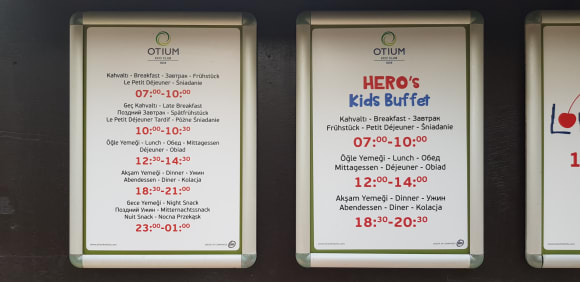 OTIUM
Kahvaltı - Breakfast - Завтрак - Frühstück
Le Petit Déjeuner - Śniadanie
07:00-10:00
Geç Kahvaltı - Late Breakfast
Поздний Завтрак - Spätfrühstück
Le Petit Déjeuner Tardif - Późne Śniadanie
10:00-10:30
Öğle Yemeği - Lunch - Обед - Mittagessen
Déjeuner - Obiad
12:30-14:30
Akşam Yemeği - Dinner - Ужин
Abendessen - Diner - Kolacja
18:30-21:00
Gece Yemeği - Night Snack
Поздний Ужин - Mitternachtssnack
Nuit Snack - Nocna Przekąsk
23:00-01:00
OTIUM
HERO's
Kids Buffet
Kahvaltı - Breakfast - Завтрак
Frühstück - Petit Déjeuner - Śniadanie
07:00-10:00
Öğle Yemeği - Lunch - Обед
Mittagessen - Déjeuner - Obiad
12:00-14:00
Akşam Yemeği - Dinner - Ужин
Abendessen - Diner - Kolacja
18:30-20:30